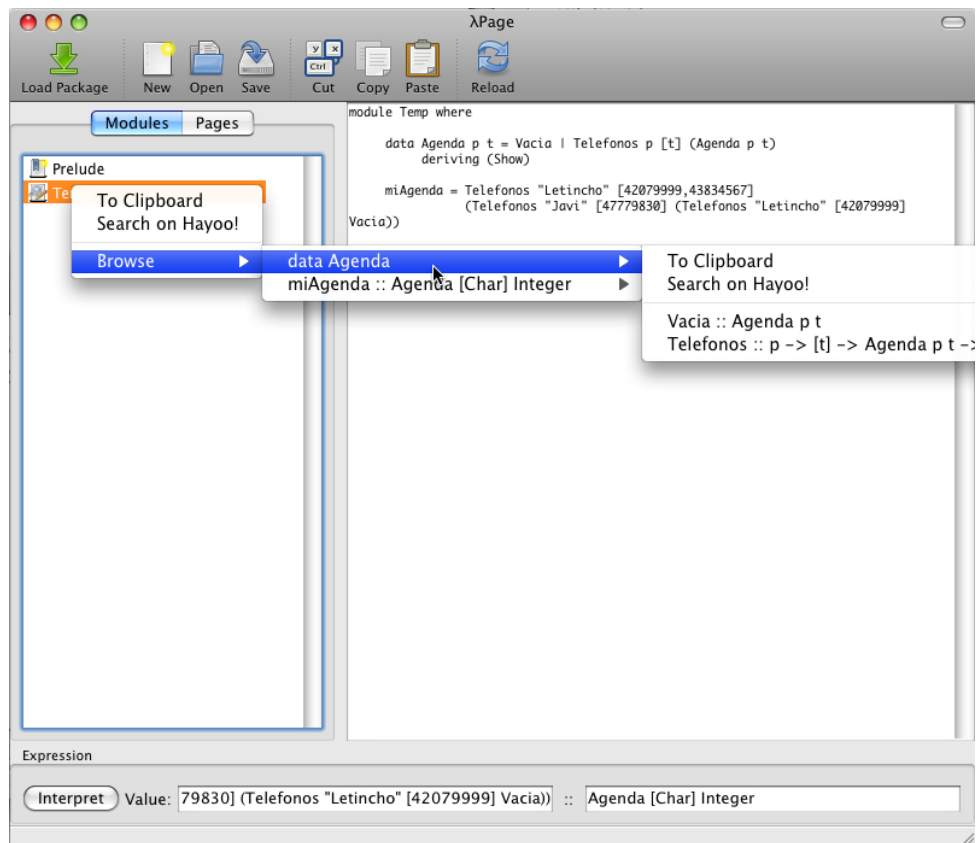 λPage
Load Package New Open Save Cut Copy Paste Reload
Y X
Ctrl
Modules Pages
Prelude
Te
To Clipboard
Search on Hayoo!
Browse
data Agenda
miAgenda :: Agenda [Char] Integer
To Clipboard
Search on Hayoo!
Vacia :: Agenda p t
Telefonos :: p -> [t] -> Agenda p t ->
module Temp where
data Agenda p t = Vacia | Telefonos p [t] (Agenda p t)
deriving (Show)
miAgenda = Telefonos "Letincho" [42079999,43834567]
(Telefonos "Javi" [47779830] (Telefonos "Letincho" [42079999]
Vacia))
Expression
Interpret Value: 79830] (Telefonos "Letincho" [42079999] Vacia)) :: Agenda [Char] Integer